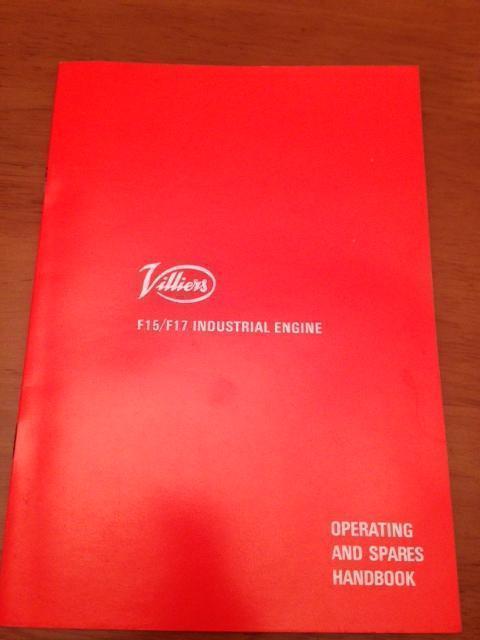 Villiers
F15/F17 INDUSTRIAL ENGINE
OPERATING
AND SPARES
HANDBOOK